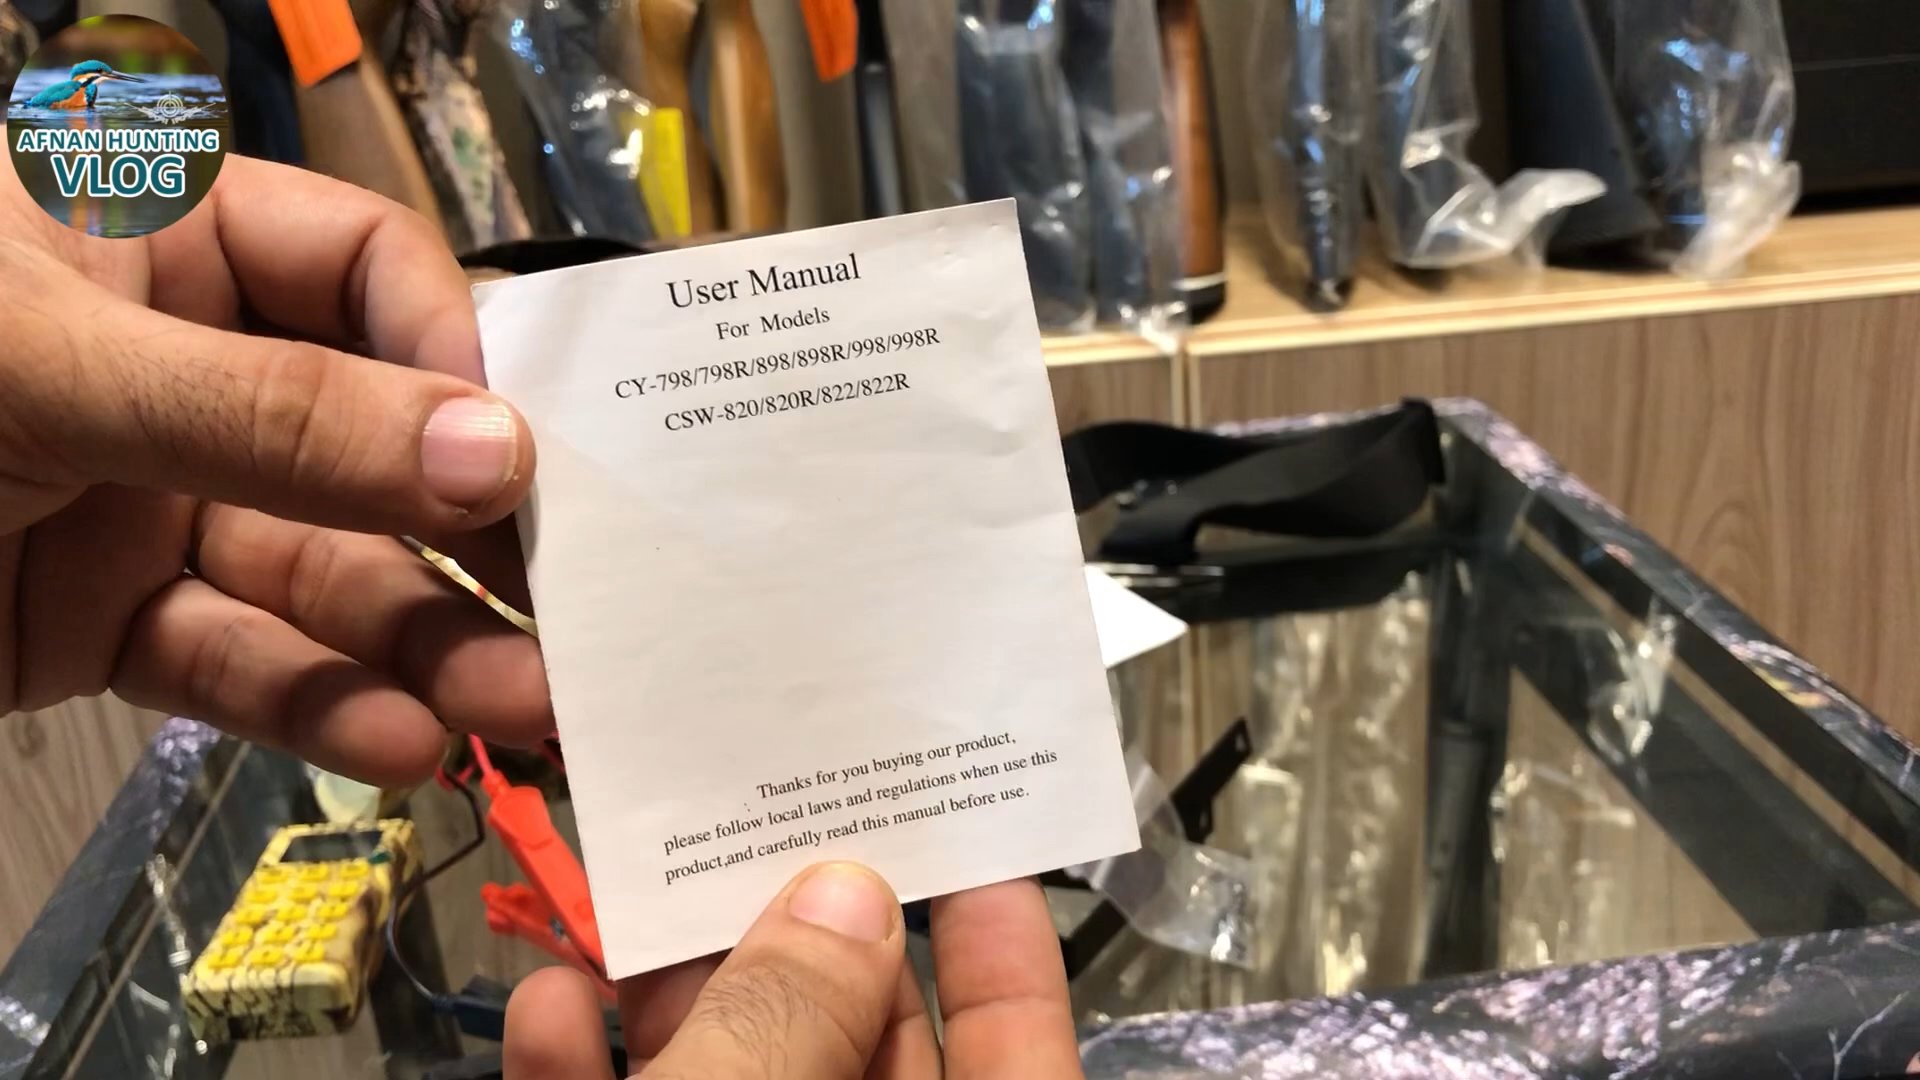 AFNAN HUNTING
VLOG
User Manual
For Models
CY-798/798R/898/898R/998/998R
CSW-820/820R/822/822R
Thanks for you buying our product,
please follow local laws and regulations when use this
product,and carefully read this manual before use.